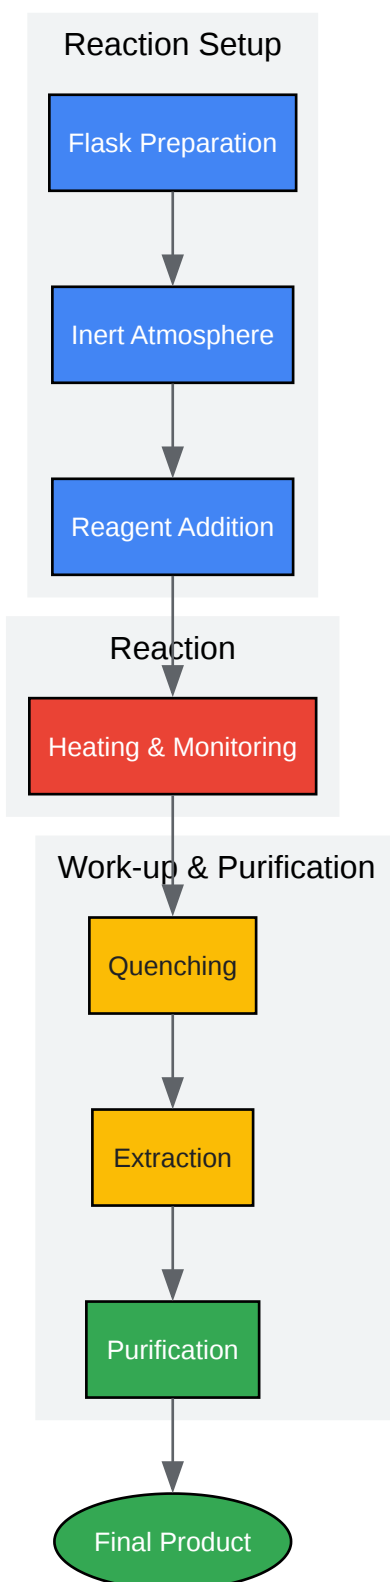 Reaction Setup
Flask Preparation
Inert Atmosphere
Reagent Addition
Reaction
Heating & Monitoring
Work-up & Purification
Quenching
Extraction
Purification
Final Product